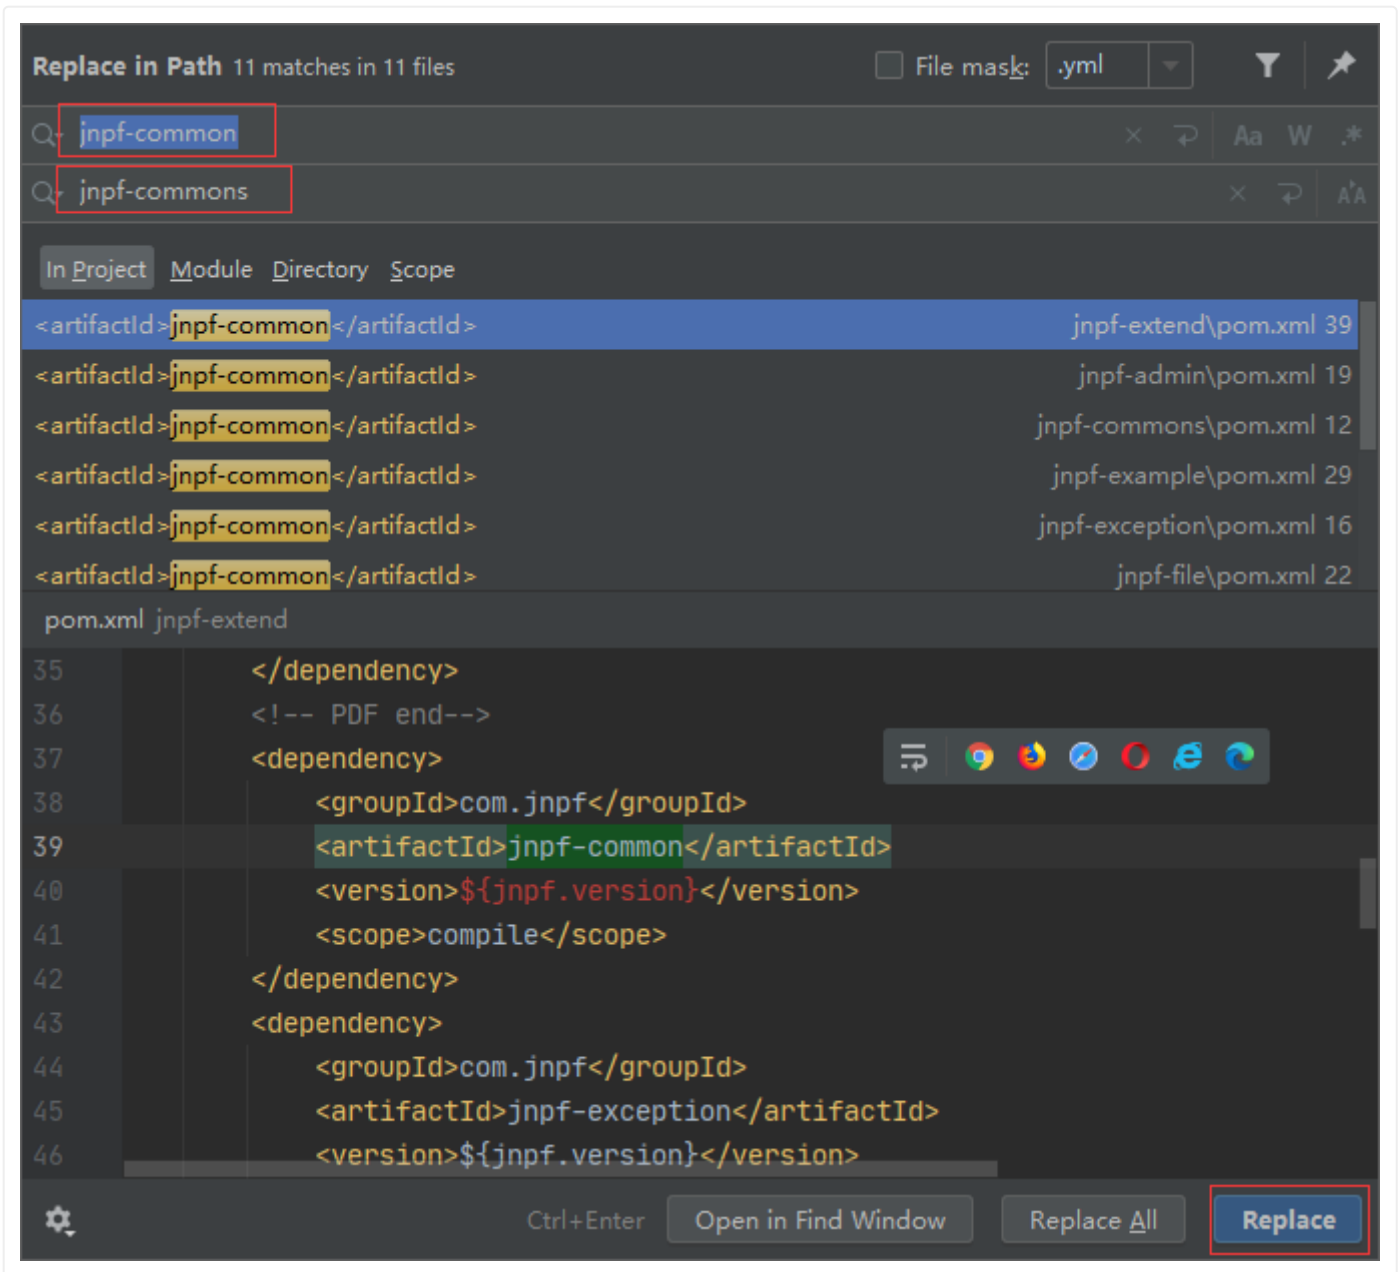 Replace in Path 11 matches in 11 files File mask: .yml
jnpf-common Aa W .*
jnpf-commons AA
In Project Module Directory Scope
<artifactId>jnpf-common</artifactId> jnpf-extend\pom.xml 39
<artifactId>jnpf-common</artifactId> jnpf-admin\pom.xml 19
<artifactId>jnpf-common</artifactId> jnpf-commons\pom.xml 12
<artifactId>jnpf-common</artifactId> jnpf-example\pom.xml 29
<artifactId>jnpf-common</artifactId> jnpf-exception\pom.xml 16
<artifactId>jnpf-common</artifactId> jnpf-file\pom.xml 22
pom.xml jnpf-extend
35 </dependency>
36 <!-- PDF end-->
37 <dependency>
38 <groupId>com.jnpf</groupId>
39 <artifactId>jnpf-common</artifactId>
40 <version>${jnpf.version}</version>
41 <scope>compile</scope>
42 </dependency>
43 <dependency>
44 <groupId>com.jnpf</groupId>
45 <artifactId>jnpf-exception</artifactId>
46 <version>${jnpf.version}</version>
Ctrl+Enter Open in Find Window Replace All Replace